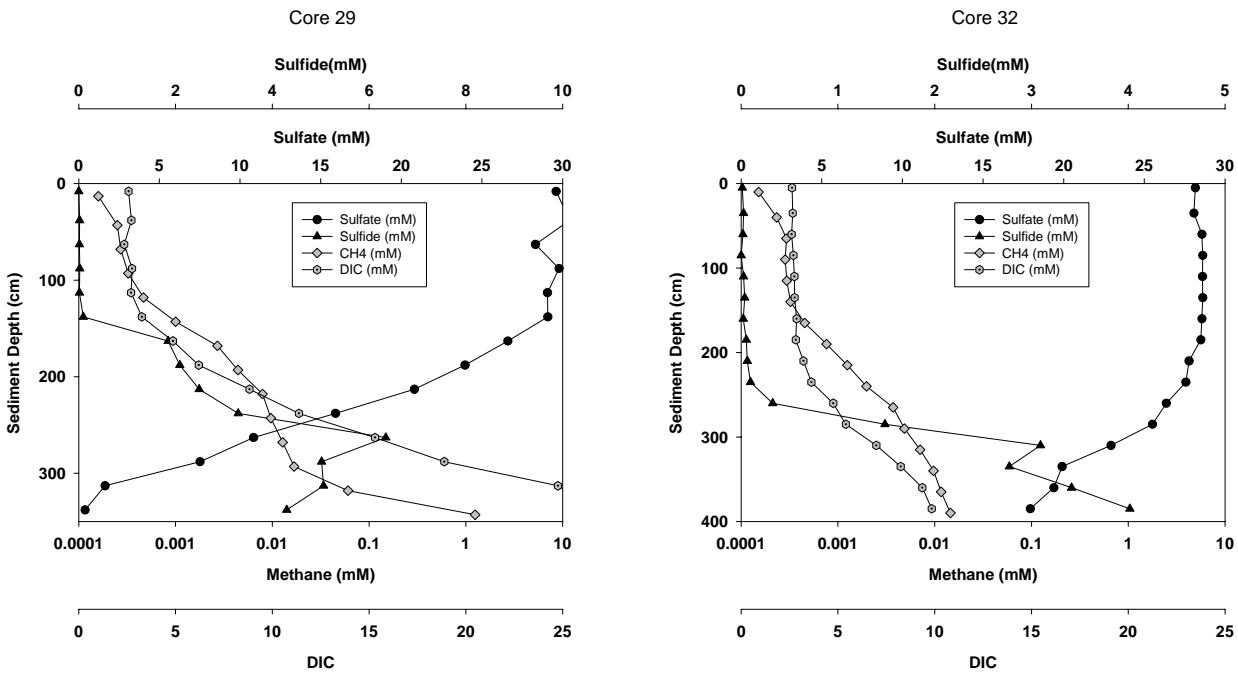 Core 29
Sulfide(mM)
0 2 4 6 8 10
Sulfate (mM)
0 5 10 15 20 25 30
Sediment Depth (cm)
0
100
200
300
Sulfate (mM)
Sulfide (mM)
CH4 (mM)
DIC (mM)
0.0001 0.001 0.01 0.1 1 10
Methane (mM)
0 5 10 15 20 25
DIC
Core 32
Sulfide(mM)
0 1 2 3 4 5
Sulfate (mM)
0 5 10 15 20 25 30
Sediment Depth (cm)
0
100
200
300
400
Sulfate (mM)
Sulfide (mM)
CH4 (mM)
DIC (mM)
0.0001 0.001 0.01 0.1 1 10
Methane (mM)
0 5 10 15 20 25
DIC